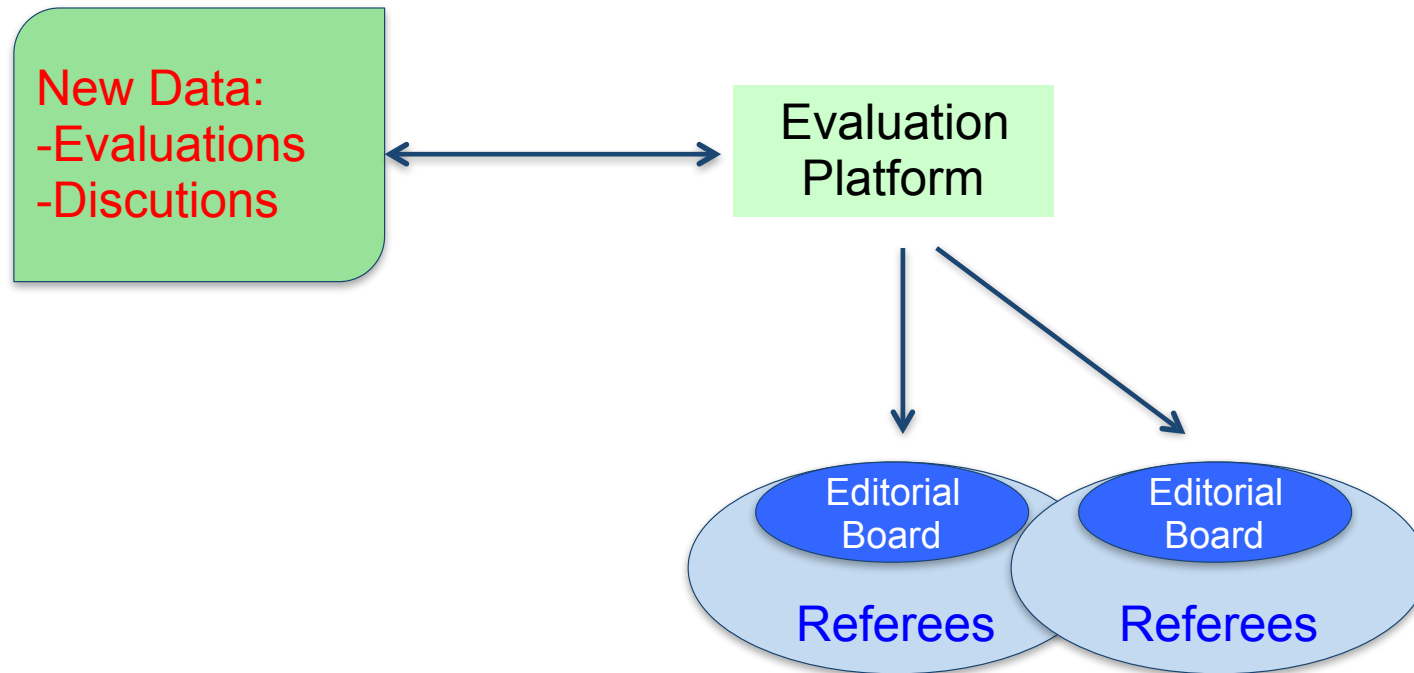 New Data:
-Evaluations
-Discutions
Evaluation
Platform
Editorial
Board
Referees
Editorial
Board
Referees